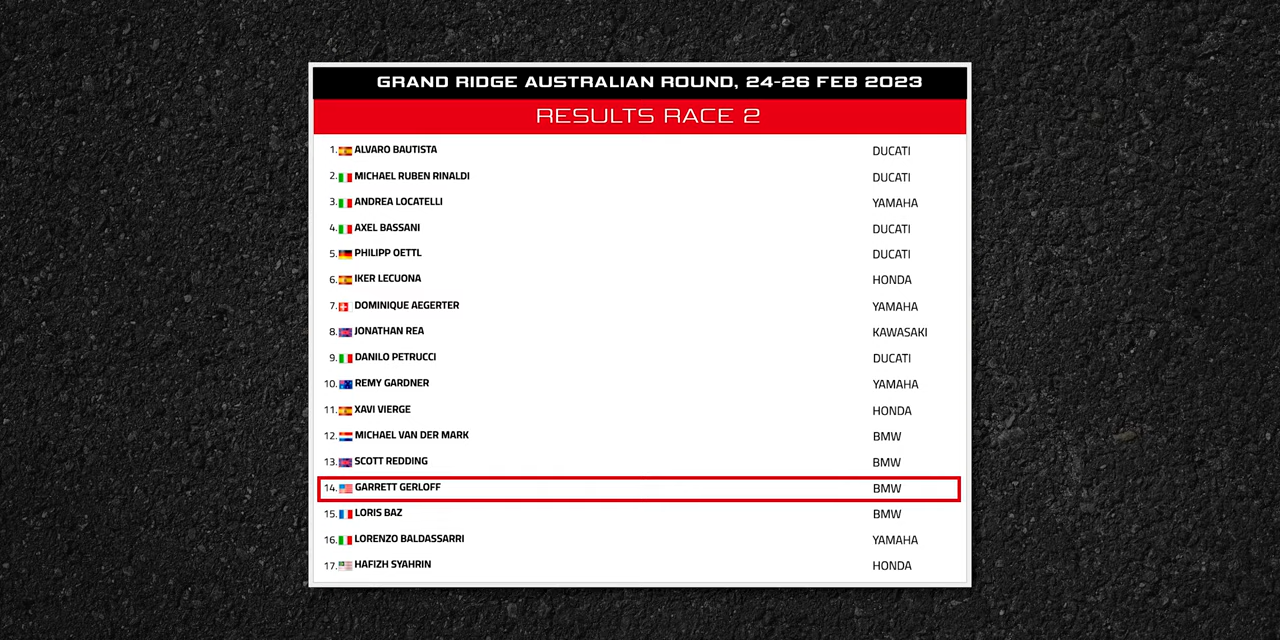 GRAND RIDGE AUSTRALIAN ROUND, 24-26 FEB 2023
RESULTS RACE 2
1. ALVARO BAUTISTA DUCATI
2. MICHAEL RUBEN RINALDI DUCATI
3. ANDREA LOCATELLI YAMAHA
4. AXEL BASSANI DUCATI
5. PHILIPP OETTL DUCATI
6. IKER LECUONA HONDA
7. DOMINIQUE AEGERTER YAMAHA
8. JONATHAN REA KAWASAKI
9. DANILO PETRUCCI DUCATI
10. REMY GARDNER YAMAHA
11. XAVI VIERGE HONDA
12. MICHAEL VAN DER MARK BMW
13. SCOTT REDDING BMW
14. GARRETT GERLOFF BMW
15. LORIS BAZ BMW
16. LORENZO BALDASSARRI YAMAHA
17. HAFIZH SYAHRIN HONDA